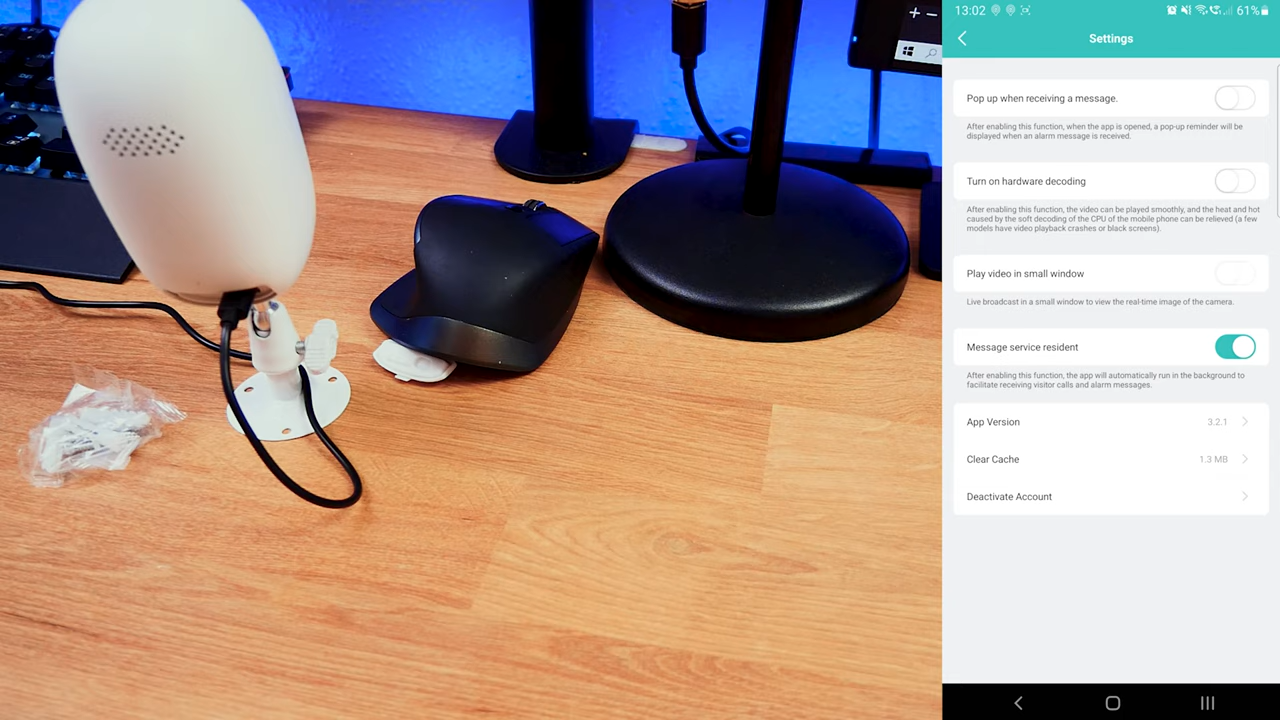 13:02
61%
Settings
Pop up when receiving a message.
After enabling this function, when the app is opened, a pop-up reminder will be
displayed when an alarm message is received.
Turn on hardware decoding
After enabling this function, the video can be played smoothly, and the heat and hot
caused by the soft decoding of the CPU of the mobile phone can be relieved (a few
models have video playback crashes or black screens).
Play video in small window
Live broadcast in a small window to view the real-time image of the camera.
Message service resident
After enabling this function, the app will automatically run in the background to
facilitate receiving visitor calls and alarm messages.
App Version 3.2.1
Clear Cache 1.3 MB
Deactivate Account